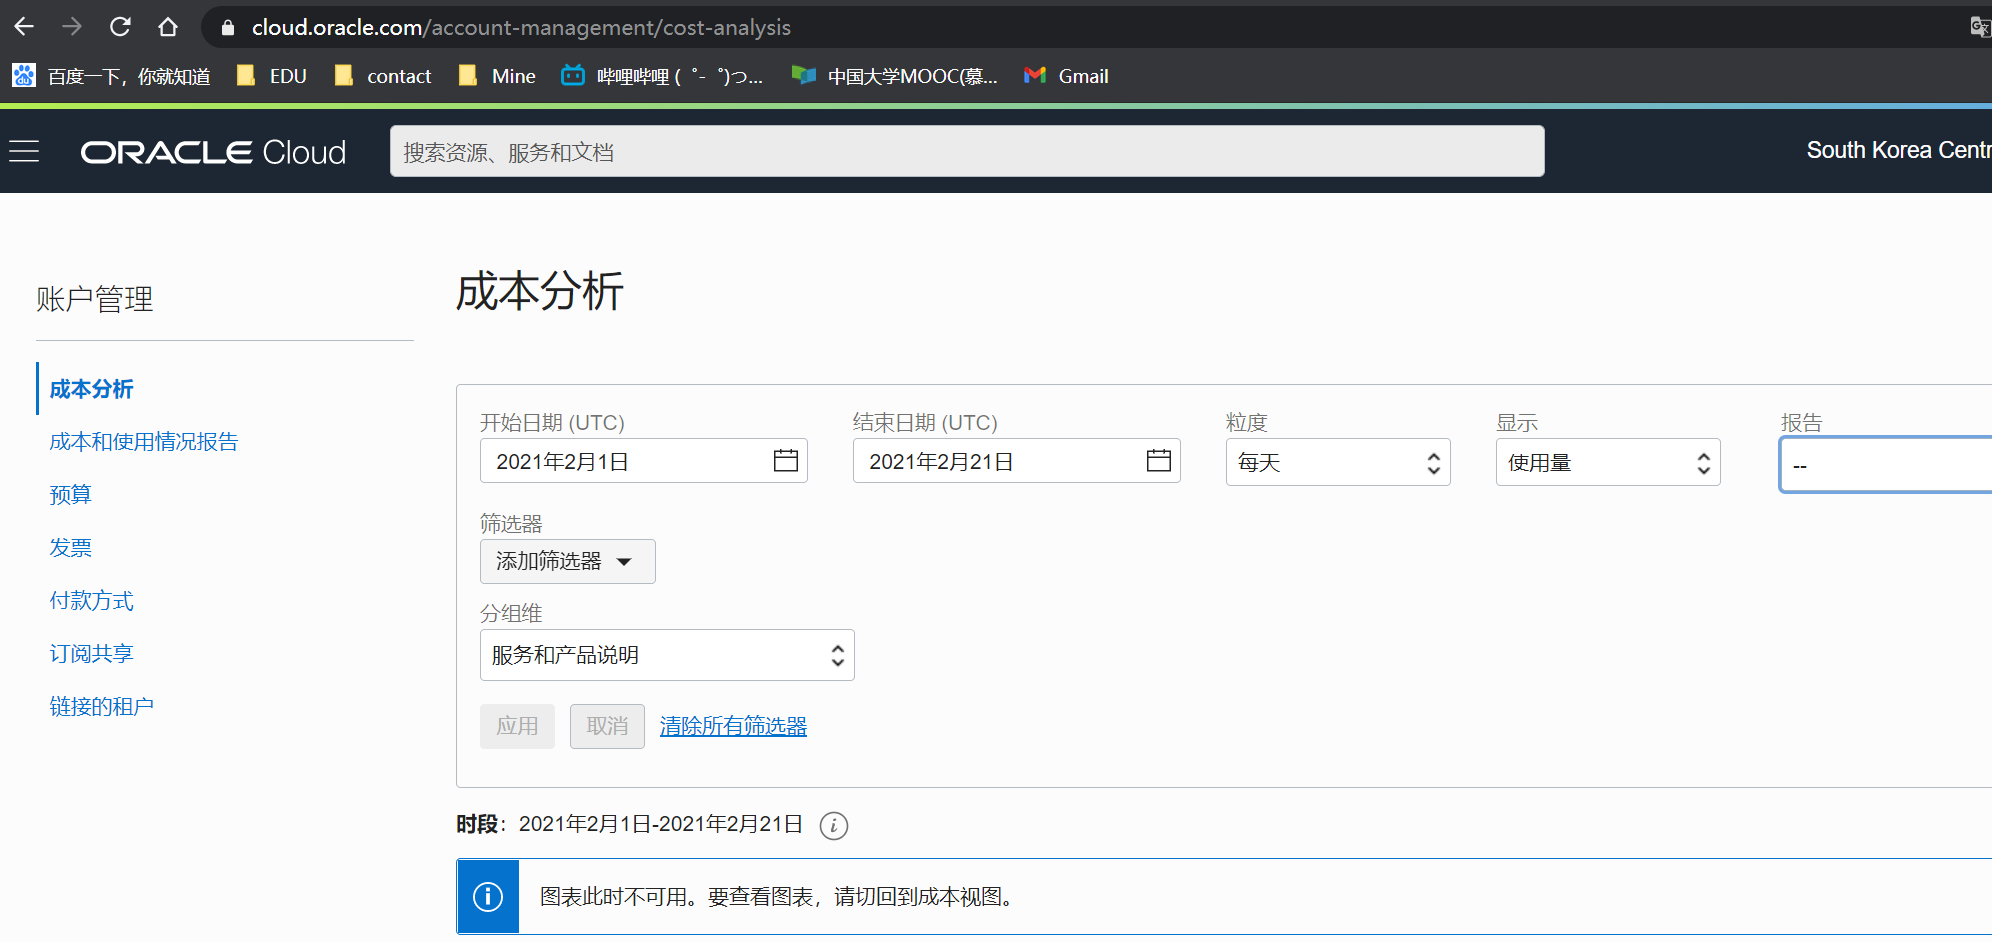 cloud.oracle.com/account-management/cost-analysis
百度一下，你就知道 EDU contact Mine 哔哩哔哩 ( ゜- ゜)つ... 中国大学MOOC(慕... Gmail
ORACLE Cloud 搜索资源、服务和文档 South Korea Centr
账户管理
成本分析
成本和使用情况报告
预算
发票
付款方式
订阅共享
链接的租户
成本分析
开始日期 (UTC) 结束日期 (UTC) 粒度 显示 报告
2021年2月1日 2021年2月21日 每天 使用量 --
筛选器
添加筛选器
分组维
服务和产品说明
应用 取消 清除所有筛选器
时段：2021年2月1日-2021年2月21日
图表此时不可用。要查看图表，请切回到成本视图。